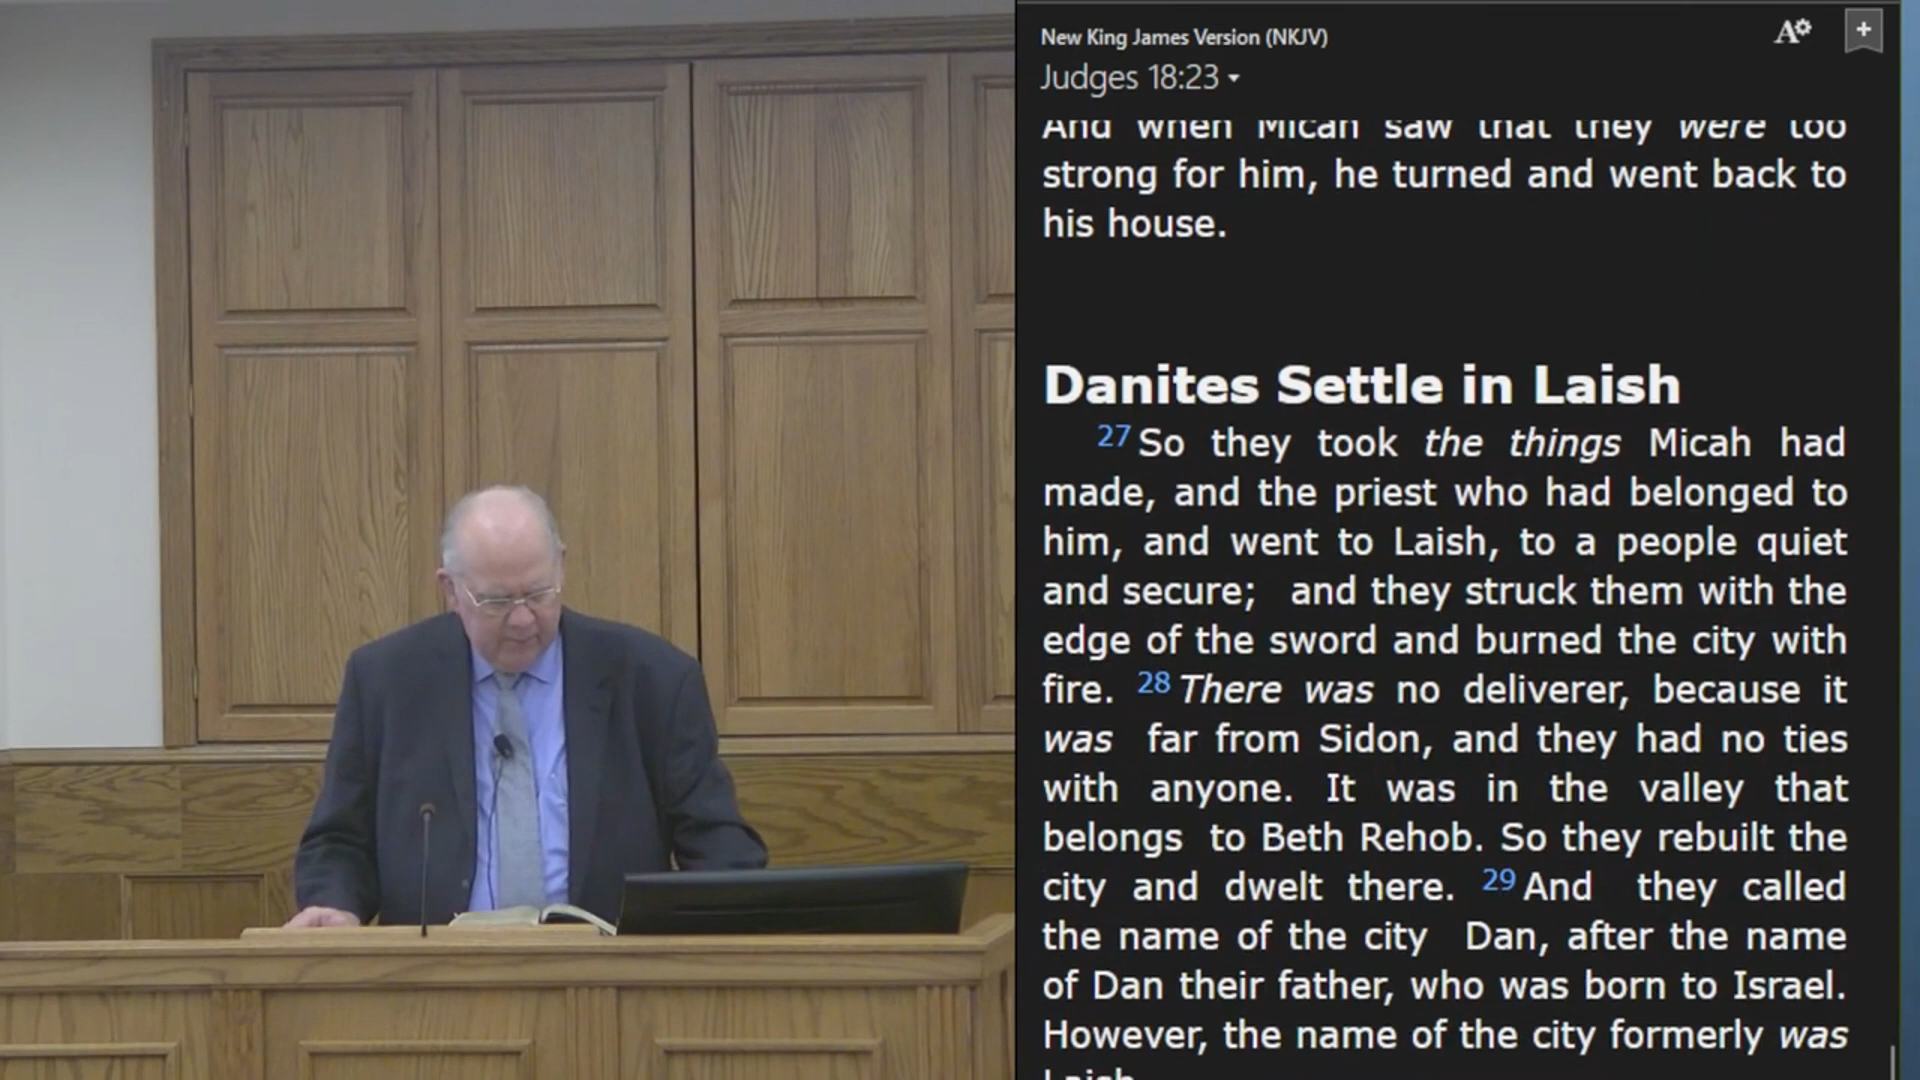 New King James Version (NKJV)
Judges 18:23
And when Micah saw that they were too
strong for him, he turned and went back to
his house.
Danites Settle in Laish
27 So they took the things Micah had
made, and the priest who had belonged to
him, and went to Laish, to a people quiet
and secure; and they struck them with the
edge of the sword and burned the city with
fire. 28 There was no deliverer, because it
was far from Sidon, and they had no ties
with anyone. It was in the valley that
belongs to Beth Rehob. So they rebuilt the
city and dwelt there. 29 And they called
the name of the city Dan, after the name
of Dan their father, who was born to Israel.
However, the name of the city formerly was
Laish